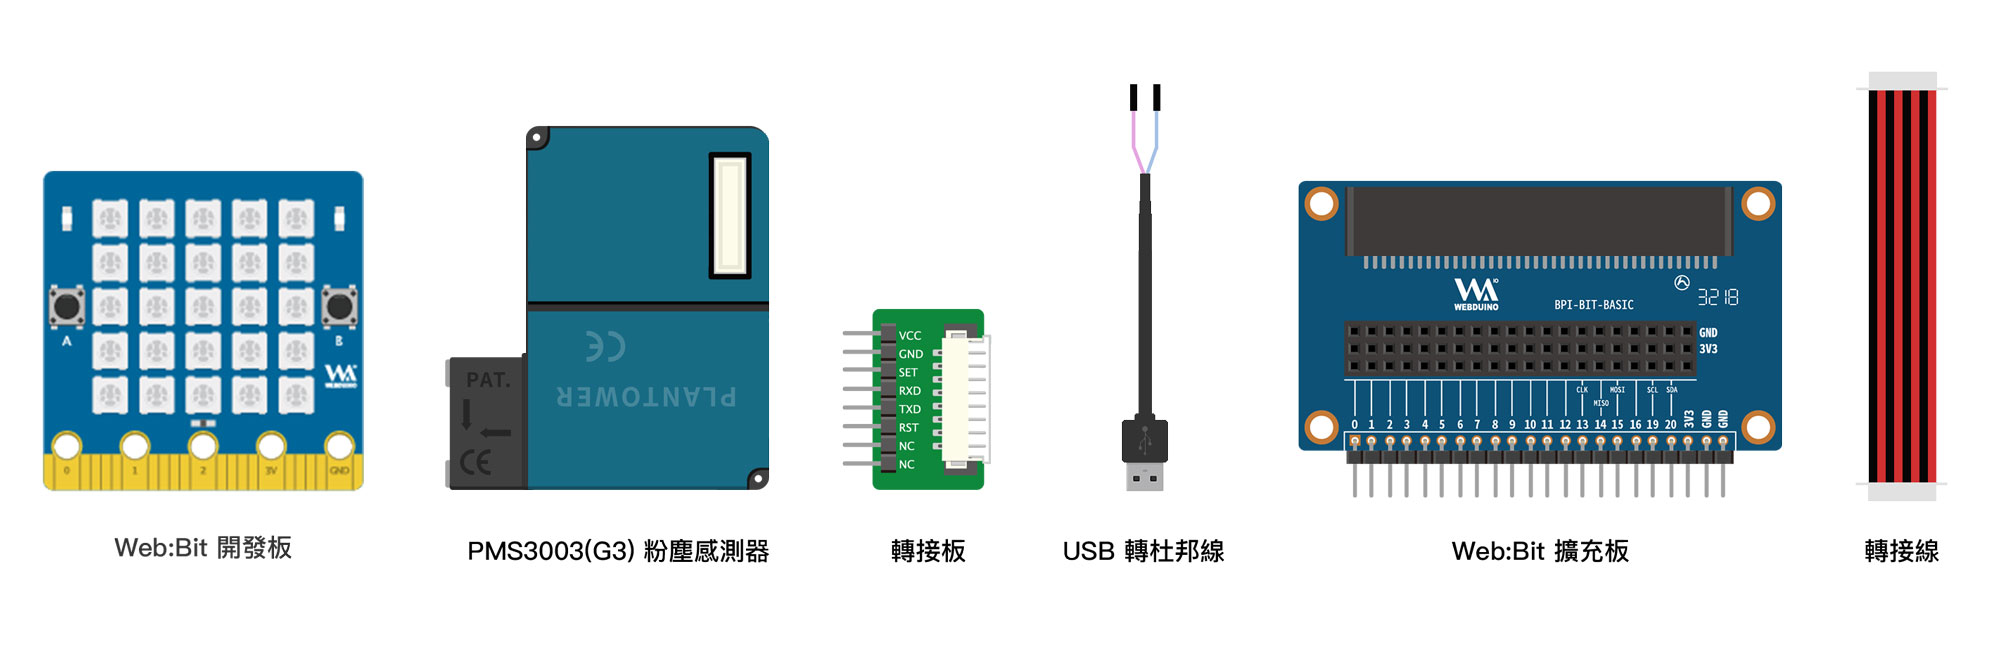 A
B
WEBDUINO
0 1 2 3V GND
Web:Bit 開發板
PAT.
CE
CE
PLANTOWER
PMS3003(G3) 粉塵感測器
VCC
GND
SET
RXD
TXD
RST
NC
NC
轉接板
USB 轉杜邦線
WEBDUINO
BPI-BIT-BASIC
3218
GND
3V3
CLK MOSI SCL SDA
MISO
0 1 2 3 4 5 6 7 8 9 10 11 12 13 14 15 16 19 20 3V3 GND GND
Web:Bit 擴充板
轉接線